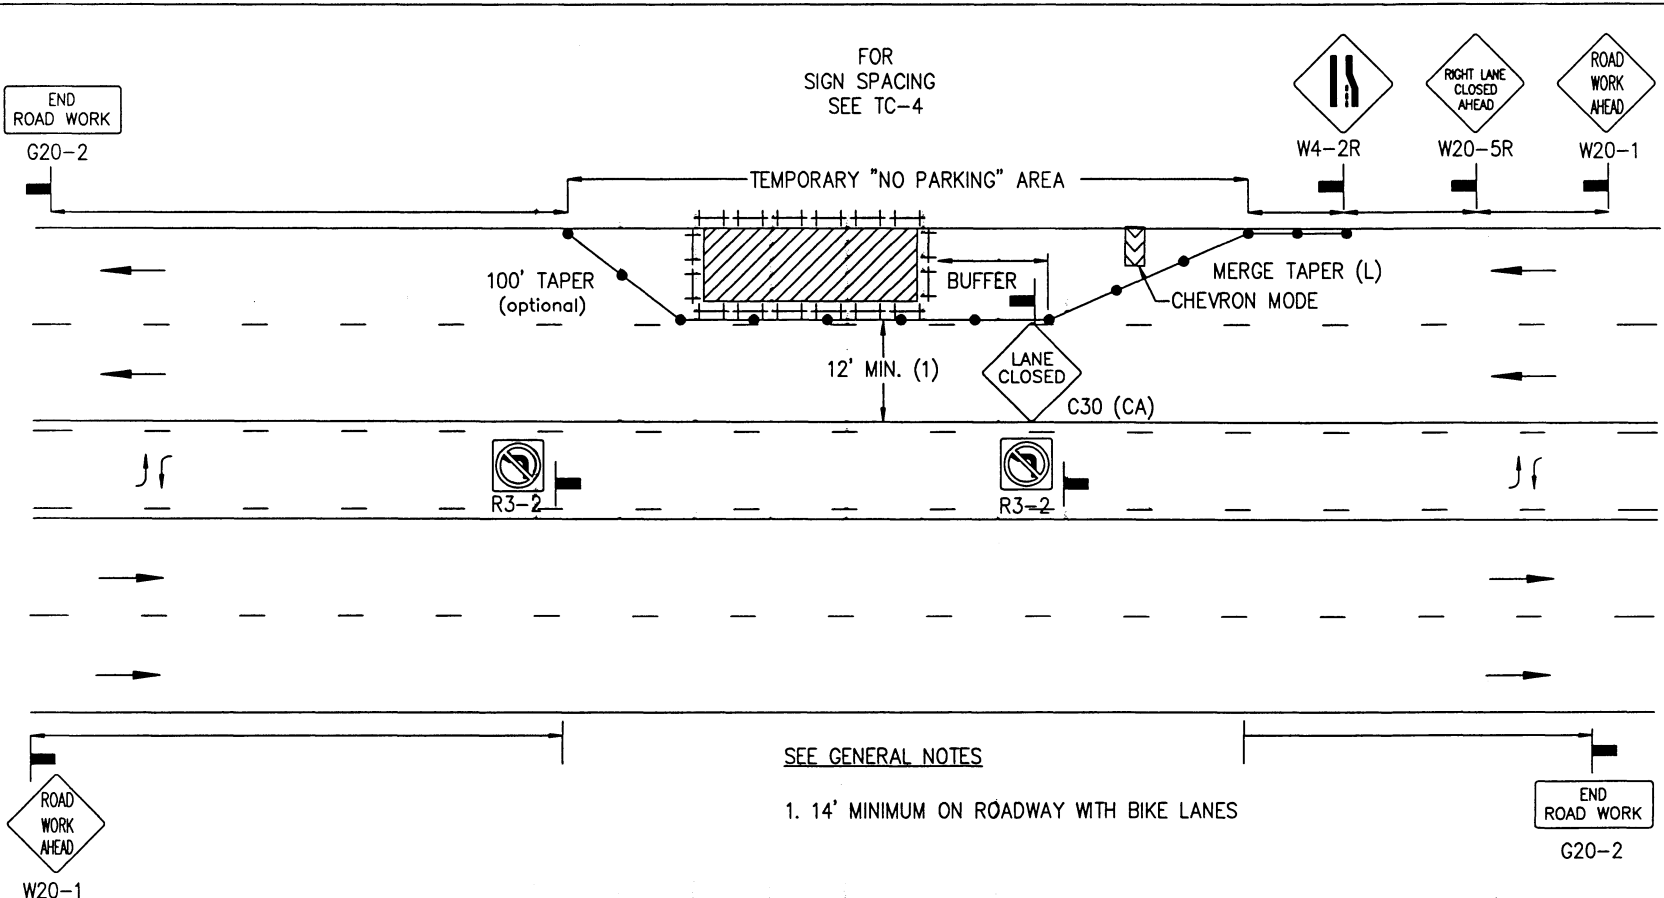 FOR
SIGN SPACING
SEE TC-4
END
ROAD WORK
G20-2
W4-2R
RIGHT LANE
CLOSED
AHEAD
W20-5R
ROAD
WORK
AHEAD
W20-1
TEMPORARY "NO PARKING" AREA
100' TAPER
(optional)
BUFFER
MERGE TAPER (L)
CHEVRON MODE
12' MIN. (1)
LANE
CLOSED
C30 (CA)
R3-2
R3-2
ROAD
WORK
AHEAD
W20-1
SEE GENERAL NOTES
1. 14' MINIMUM ON ROADWAY WITH BIKE LANES
END
ROAD WORK
G20-2